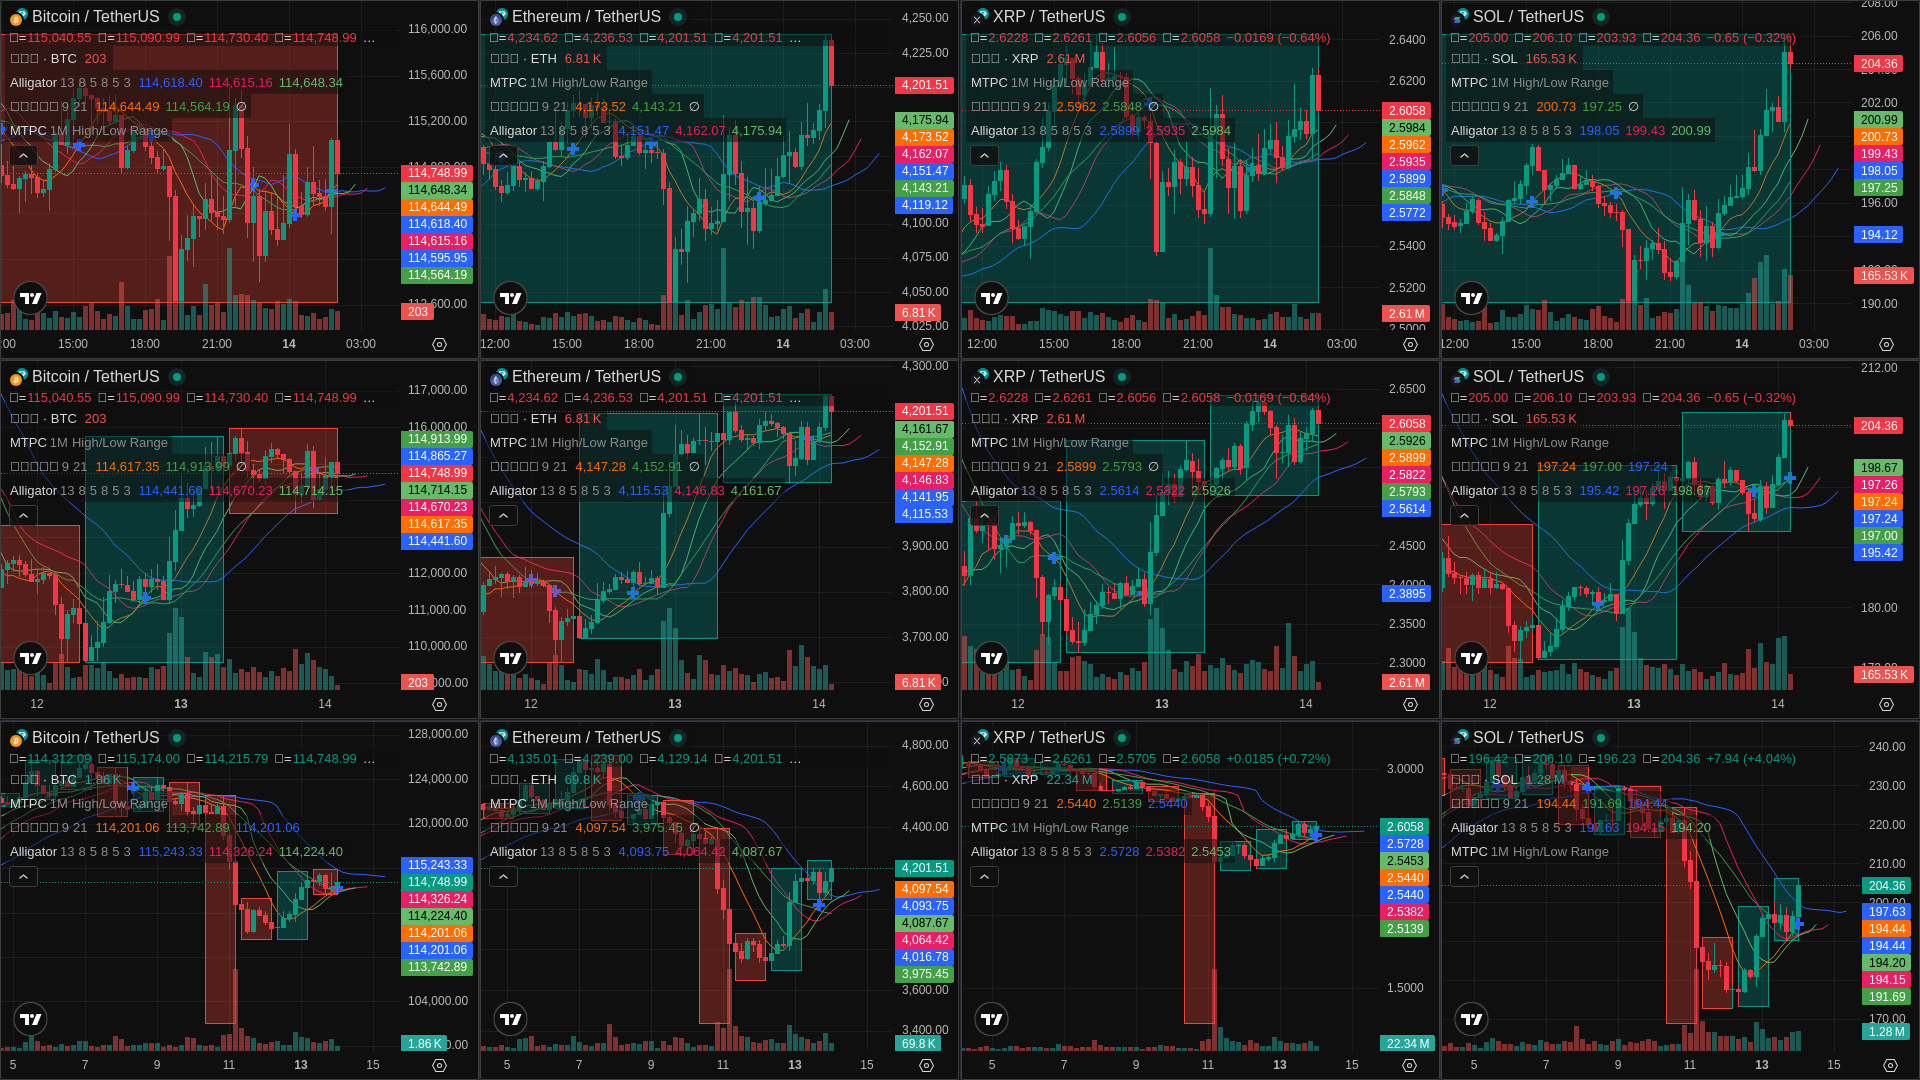 Bitcoin / TetherUS
□=115,040.55 □=115,090.99 □=114,730.40 □=114,748.99 …
□□□ · BTC 203
Alligator 13 8 5 8 5 3 114,618.40 114,615.16 114,648.34
□□□□□ 9 21 114,644.49 114,564.19 ∅
MTPC 1M High/Low Range
116,000.00
115,600.00
115,200.00
114,748.99
114,648.34
114,644.49
114,618.40
114,615.16
114,595.95
114,564.19
203
15:00 18:00 21:00 14 03:00
Ethereum / TetherUS
□=4,234.62 □=4,236.53 □=4,201.51 □=4,201.51 …
□□□ · ETH 6.81 K
MTPC 1M High/Low Range
□□□□□ 9 21 4,173.52 4,143.21 ∅
Alligator 13 8 5 8 5 3 4,151.47 4,162.07 4,175.94
4,250.00
4,225.00
4,201.51
4,175.94
4,173.52
4,162.07
4,151.47
4,143.21
4,119.12
4,100.00
4,075.00
4,050.00
6.81 K
4,025.00
12:00 15:00 18:00 21:00 14 03:00
XRP / TetherUS
□=2.6228 □=2.6261 □=2.6056 □=2.6058 −0.0169 (−0.64%)
□□□ · XRP 2.61 M
MTPC 1M High/Low Range
□□□□□ 9 21 2.5962 2.5848 ∅
Alligator 13 8 5 8 5 3 2.5899 2.5935 2.5984
2.6400
2.6200
2.6058
2.5984
2.5962
2.5935
2.5899
2.5848
2.5772
2.5400
2.5200
2.61 M
2.5000
12:00 15:00 18:00 21:00 14 03:00
SOL / TetherUS
□=205.00 □=206.10 □=203.93 □=204.36 −0.65 (−0.32%)
□□□ · SOL 165.53 K
MTPC 1M High/Low Range
□□□□□ 9 21 200.73 197.25 ∅
Alligator 13 8 5 8 5 3 198.05 199.43 200.99
208.00
206.00
204.36
202.00
200.99
200.73
199.43
198.05
197.25
196.00
194.12
165.53 K
190.00
12:00 15:00 18:00 21:00 14 03:00
Bitcoin / TetherUS
□=115,040.55 □=115,090.99 □=114,730.40 □=114,748.99 …
□□□ · BTC 203
MTPC 1M High/Low Range
□□□□□ 9 21 114,617.35 114,913.99 ∅
Alligator 13 8 5 8 5 3 114,441.60 114,670.23 114,714.15
117,000.00
116,000.00
114,913.99
114,865.27
114,748.99
114,714.15
114,670.23
114,617.35
114,441.60
112,000.00
111,000.00
110,000.00
203
12 13 14
Ethereum / TetherUS
□=4,234.62 □=4,236.53 □=4,201.51 □=4,201.51 …
□□□ · ETH 6.81 K
MTPC 1M High/Low Range
□□□□□ 9 21 4,147.28 4,152.91 ∅
Alligator 13 8 5 8 5 3 4,115.53 4,146.83 4,161.67
4,300.00
4,201.51
4,161.67
4,152.91
4,147.28
4,146.83
4,141.95
4,115.53
3,900.00
3,800.00
3,700.00
6.81 K
12 13 14
XRP / TetherUS
□=2.6228 □=2.6261 □=2.6056 □=2.6058 −0.0169 (−0.64%)
□□□ · XRP 2.61 M
MTPC 1M High/Low Range
□□□□□ 9 21 2.5899 2.5793 ∅
Alligator 13 8 5 8 5 3 2.5614 2.5822 2.5926
2.6500
2.6058
2.5926
2.5899
2.5822
2.5793
2.5614
2.4500
2.4000
2.3895
2.3500
2.3000
2.61 M
12 13 14
SOL / TetherUS
□=205.00 □=206.10 □=203.93 □=204.36 −0.65 (−0.32%)
□□□ · SOL 165.53 K
MTPC 1M High/Low Range
□□□□□ 9 21 197.24 197.00 197.24
Alligator 13 8 5 8 5 3 195.42 197.26 198.67
212.00
204.36
198.67
197.26
197.24
197.24
197.00
195.42
180.00
165.53 K
12 13 14
Bitcoin / TetherUS
□=114,312.09 □=115,174.00 □=114,215.79 □=114,748.99 …
□□□ · BTC 1.86 K
MTPC 1M High/Low Range
□□□□□ 9 21 114,201.06 113,742.89 114,201.06
Alligator 13 8 5 8 5 3 115,243.33 114,326.24 114,224.40
128,000.00
124,000.00
120,000.00
115,243.33
114,748.99
114,326.24
114,224.40
114,201.06
114,201.06
113,742.89
104,000.00
1.86 K
5 7 9 11 13 15
Ethereum / TetherUS
□=4,135.01 □=4,239.00 □=4,129.14 □=4,201.51 …
□□□ · ETH 69.8 K
MTPC 1M High/Low Range
□□□□□ 9 21 4,097.54 3,975.45 ∅
Alligator 13 8 5 8 5 3 4,093.75 4,064.42 4,087.67
4,800.00
4,600.00
4,400.00
4,201.51
4,097.54
4,093.75
4,087.67
4,064.42
4,016.78
3,975.45
3,600.00
3,400.00
69.8 K
5 7 9 11 13 15
XRP / TetherUS
□=2.5873 □=2.6261 □=2.5705 □=2.6058 +0.0185 (+0.72%)
□□□ · XRP 22.34 M
□□□□□ 9 21 2.5440 2.5139 2.5440
MTPC 1M High/Low Range
Alligator 13 8 5 8 5 3 2.5728 2.5382 2.5453
3.0000
2.6058
2.5728
2.5453
2.5440
2.5440
2.5382
2.5139
1.5000
22.34 M
5 7 9 11 13 15
SOL / TetherUS
□=196.42 □=206.10 □=196.23 □=204.36 +7.94 (+4.04%)
□□□ · SOL 1.28 M
□□□□□ 9 21 194.44 191.69 194.44
Alligator 13 8 5 8 5 3 197.63 194.15 194.20
MTPC 1M High/Low Range
240.00
230.00
220.00
210.00
204.36
200.00
197.63
194.44
194.44
194.20
194.15
191.69
170.00
1.28 M
5 7 9 11 13 15